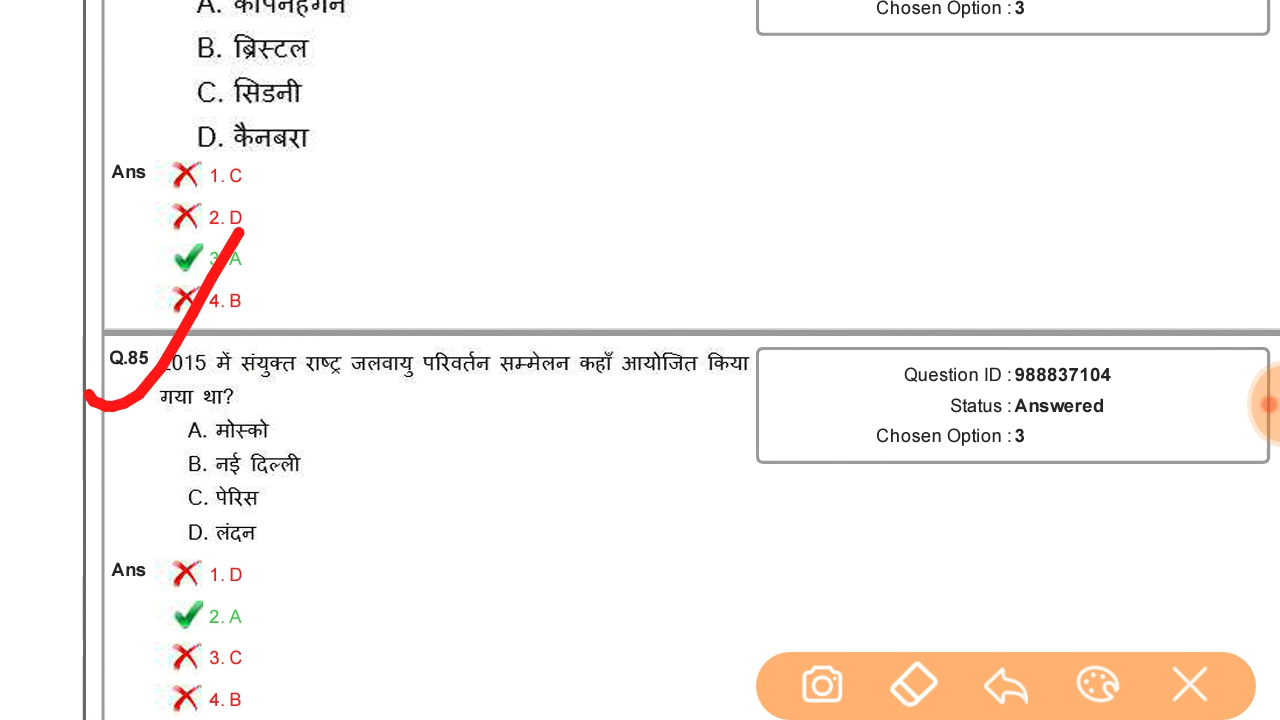 A. कोपेनहेगन
Chosen Option : 3
B. ब्रिस्टल
C. सिडनी
D. कैनबरा
Ans
1. C
2. D
3. A
4. B
Q.85 2015 में संयुक्त राष्ट्र जलवायु परिवर्तन सम्मेलन कहाँ आयोजित किया
गया था?
A. मोस्को
B. नई दिल्ली
C. पेरिस
D. लंदन
Question ID : 988837104
Status : Answered
Chosen Option : 3
Ans
1. D
2. A
3. C
4. B